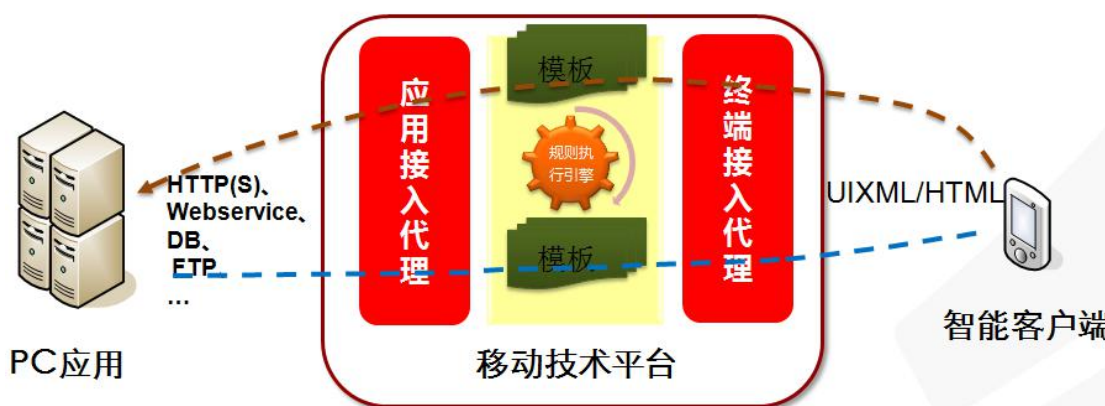 模板
应用接入代理
终端接入代理
规则执
行引擎
HTTP(S)、
Webservice、
DB、
FTP、
...
UIXML/HTML
模板
PC应用
移动技术平台
智能客户端